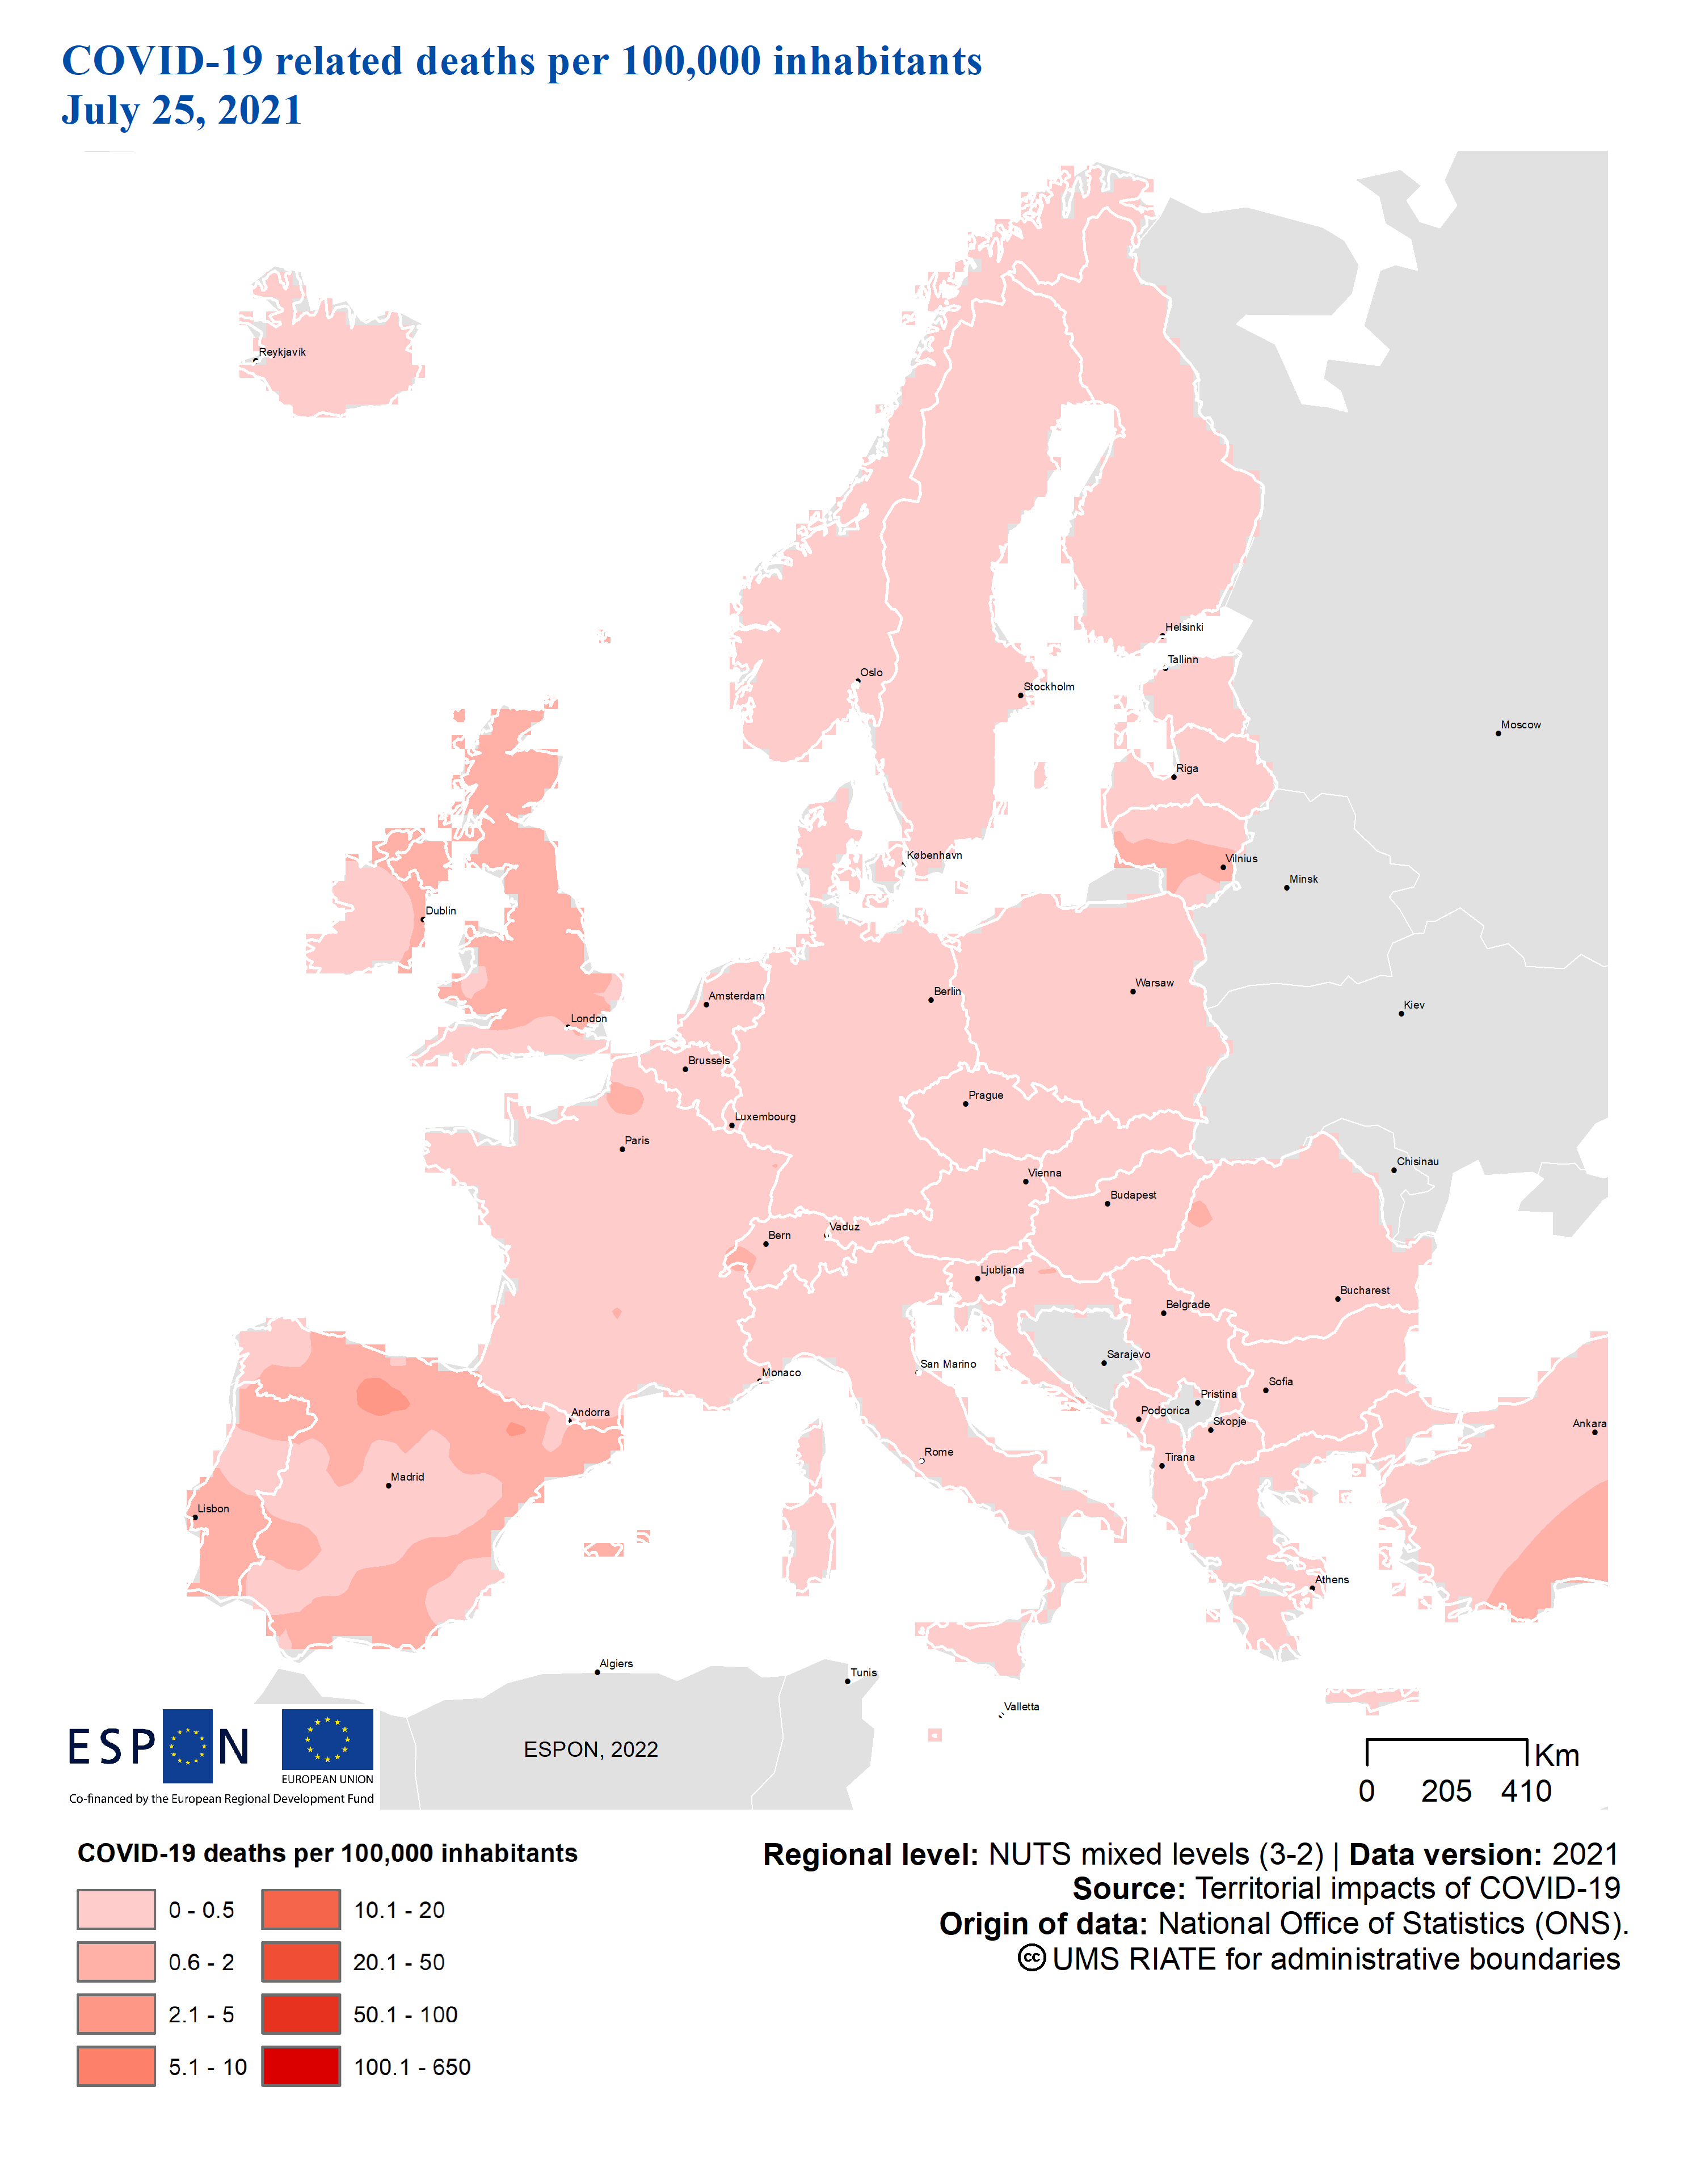 COVID-19 related deaths per 100,000 inhabitants
July 25, 2021
Reykjavík
Helsinki
Tallinn
Oslo
Stockholm
Moscow
Riga
København
Vilnius
Minsk
Dublin
Warsaw
Berlin
Amsterdam
Kiev
London
Brussels
Prague
Luxembourg
Paris
Chisinau
Vienna
Budapest
Vaduz
Bern
Ljubljana
Bucharest
Belgrade
Sarajevo
San Marino
Monaco
Sofia
Pristina
Andorra
Podgorica
Skopje
Ankara
Rome
Tirana
Madrid
Lisbon
Athens
Algiers
Tunis
Valletta
ESPON
EUROPEAN UNION
Co-financed by the European Regional Development Fund
ESPON, 2022
Km
0 205 410
COVID-19 deaths per 100,000 inhabitants
0 - 0.5
0.6 - 2
2.1 - 5
5.1 - 10
10.1 - 20
20.1 - 50
50.1 - 100
100.1 - 650
Regional level: NUTS mixed levels (3-2) | Data version: 2021
Source: Territorial impacts of COVID-19
Origin of data: National Office of Statistics (ONS).
cc UMS RIATE for administrative boundaries